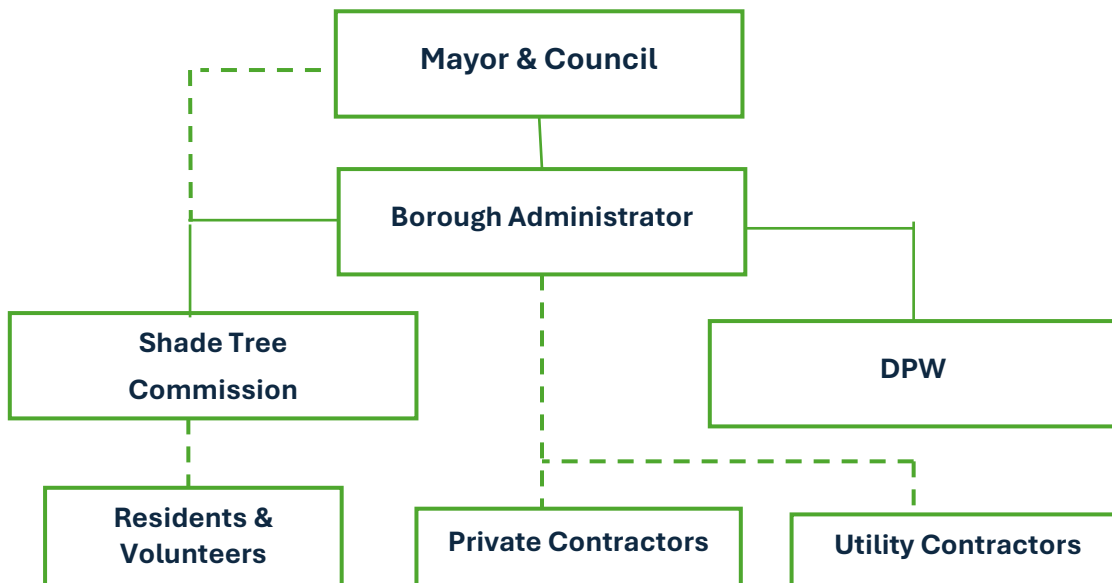 Mayor & Council
Borough Administrator
Shade Tree
Commission
DPW
Residents &
Volunteers
Private Contractors
Utility Contractors